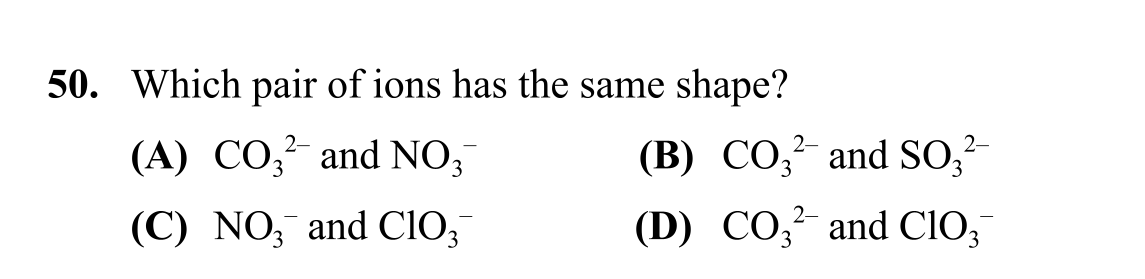 50. Which pair of ions has the same shape?
(A) CO₃²⁻ and NO₃⁻ (B) CO₃²⁻ and SO₃²⁻
(C) NO₃⁻ and ClO₃⁻ (D) CO₃²⁻ and ClO₃⁻